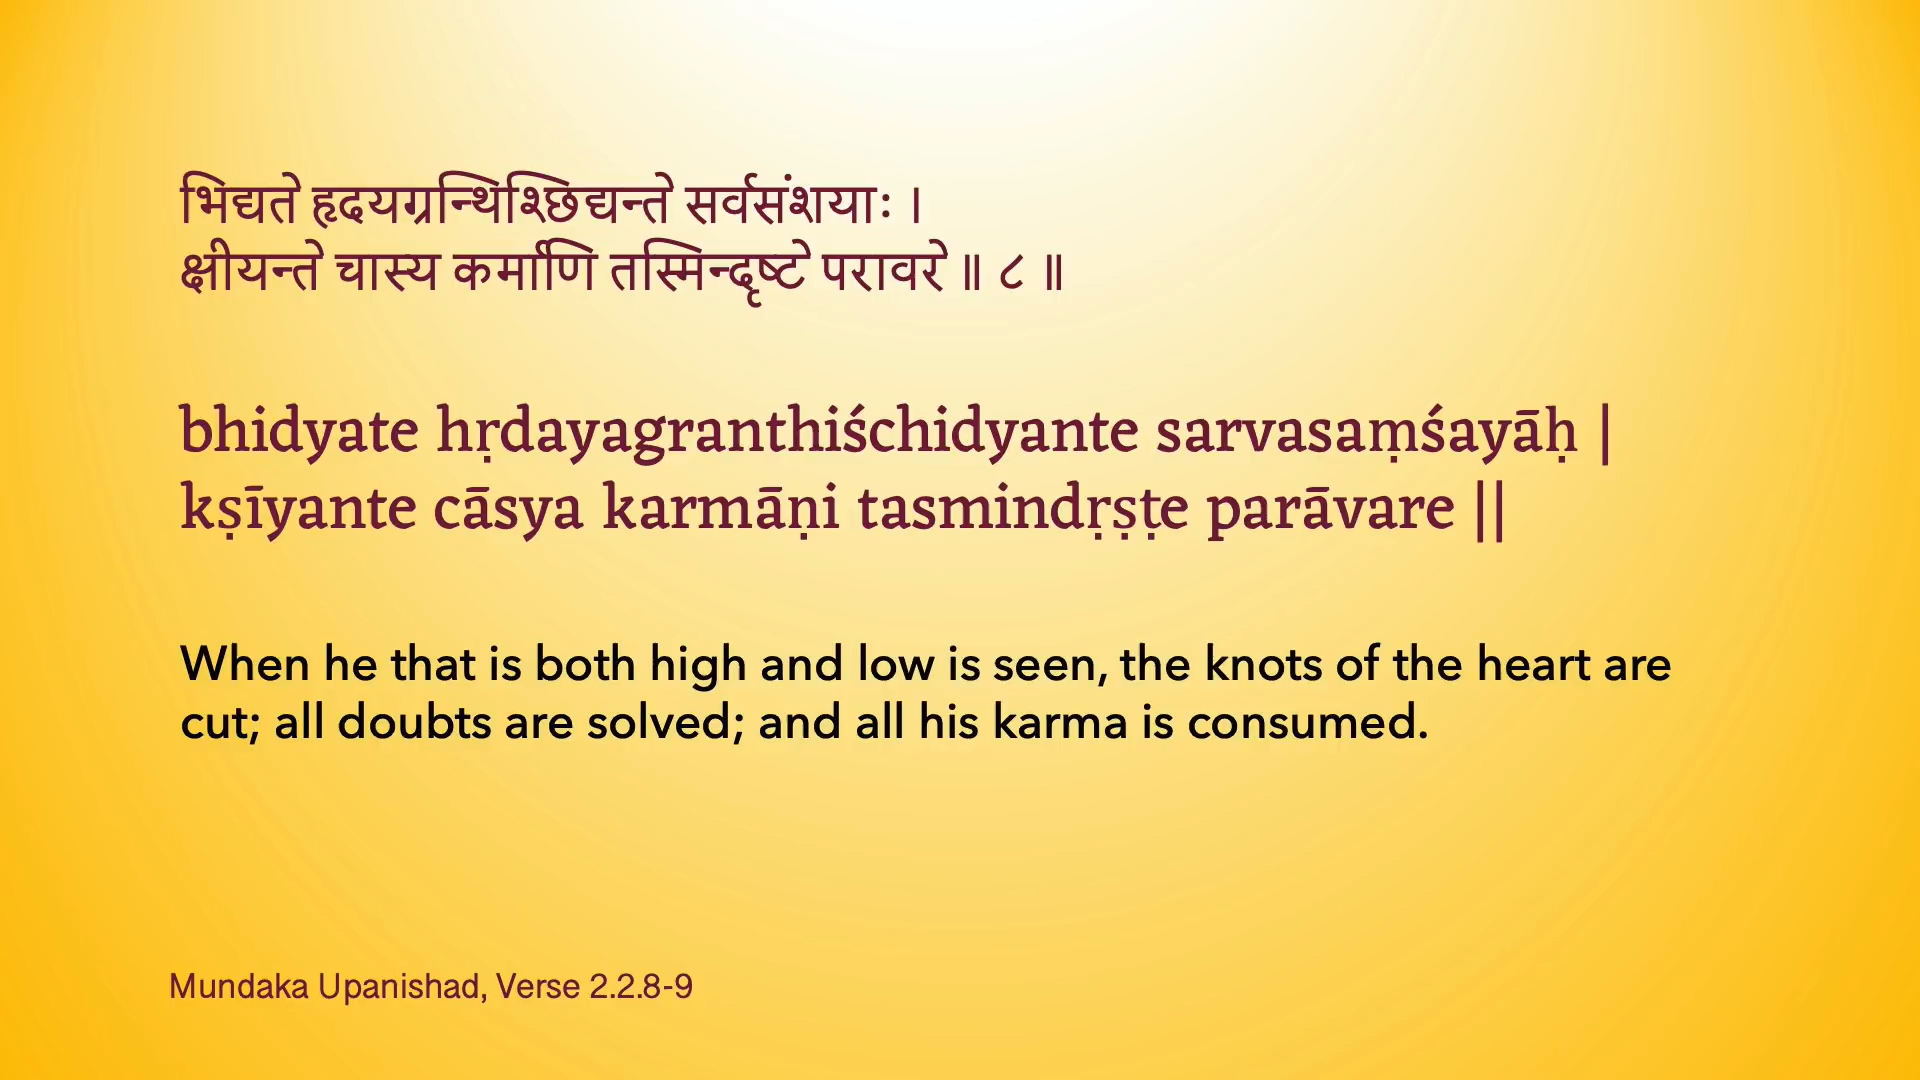 भिद्यते हृदयग्रन्थिश्छिद्यन्ते सर्वसंशयाः ।
क्षीयन्ते चास्य कर्माणि तस्मिन्दृष्टे परावरे ॥ ८ ॥
bhidyate hṛdayagranthiśchidyante sarvasaṃśayāḥ |
kṣīyante cāsya karmāṇi tasmindṛṣṭe parāvare ||
When he that is both high and low is seen, the knots of the heart are
cut; all doubts are solved; and all his karma is consumed.
Mundaka Upanishad, Verse 2.2.8-9